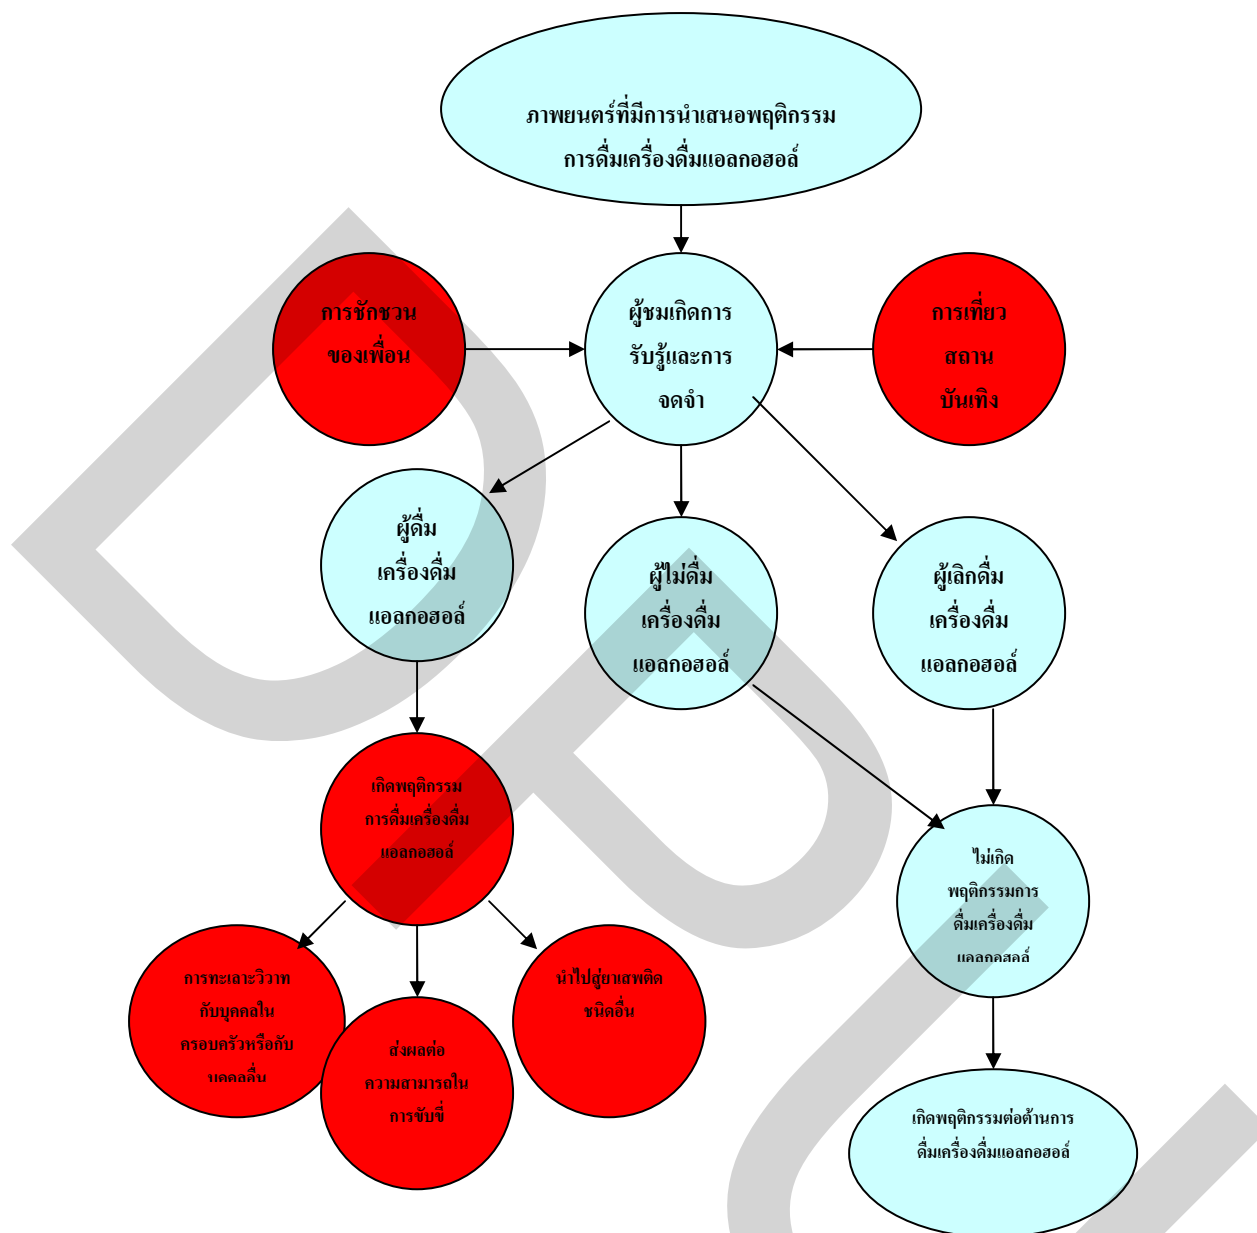 ภาพยนตร์ที่มีการนำเสนอพฤติกรรม
การดื่มเครื่องดื่มแอลกอฮอล์
การชักชวน
ของเพื่อน
ผู้ชมเกิดการ
รับรู้และการ
จดจำ
การเที่ยว
สถาน
บันเทิง
ผู้ดื่ม
เครื่องดื่ม
แอลกอฮอล์
ผู้ไม่ดื่ม
เครื่องดื่ม
แอลกอฮอล์
ผู้เลิกดื่ม
เครื่องดื่ม
แอลกอฮอล์
เกิดพฤติกรรม
การดื่มเครื่องดื่ม
แอลกอฮอล์
ไม่เกิด
พฤติกรรมการ
ดื่มเครื่องดื่ม
แอลกอฮอล์
การทะเลาะวิวาท
กับบุคคลใน
ครอบครัวหรือกับ
บุคคลอื่น
ส่งผลต่อ
ความสามารถใน
การขับขี่
นำไปสู่ยาเสพติด
ชนิดอื่น
เกิดพฤติกรรมต่อต้านการ
ดื่มเครื่องดื่มแอลกอฮอล์